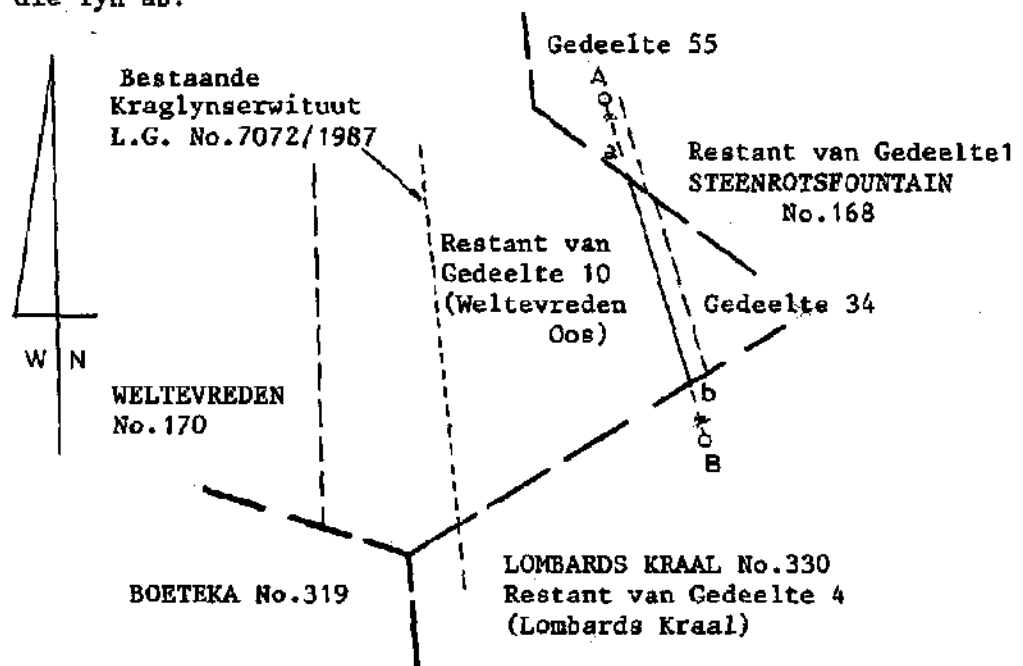 die lyn ab.
Gedeelte 55
A
Bestaande
Kraglynserwituut
L.G. No.7072/1987
a
Restant van Gedeelte1
STEENROTSFOUNTAIN
No.168
Restant van
Gedeelte 10
(Weltevreden
Oos)
Gedeelte 34
W N
WELTEVREDEN
No.170
b
B
BOETEKA No.319
LOMBARDS KRAAL No.330
Restant van Gedeelte 4
(Lombards Kraal)